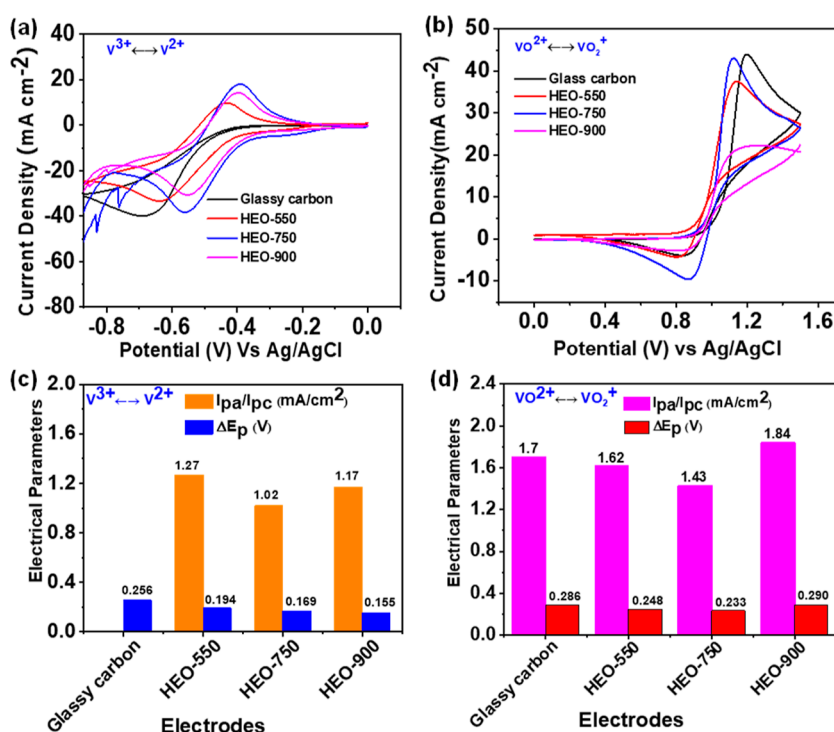 (a)
V3+ ←→ V2+
40
20
0
-20
-40
-60
-80
Current Density (mA cm-2)
Glassy carbon
HEO-550
HEO-750
HEO-900
-0.8
-0.6
-0.4
-0.2
0.0
Potential (V) Vs Ag/AgCl
(b)
VO2+ ←→ VO2+
50
40
30
20
10
0
-10
Current Density(mA cm-2)
Glass carbon
HEO-550
HEO-750
HEO-900
0.0
0.4
0.8
1.2
1.6
Potential (V) vs Ag/AgCl
(c)
V3+ ←→ V2+
Ipa/Ipc (mA/cm2)
ΔEp (V)
2.0
1.6
1.2
0.8
0.4
0.0
Electrical Parameters
0.256
1.27
0.194
1.02
0.169
1.17
0.155
Glassy carbon
HEO-550
HEO-750
HEO-900
Electrodes
(d)
VO2+ ←→ VO2+
Ipa/Ipc (mA/cm2)
ΔEp (V)
2.4
2.0
1.6
1.2
0.8
0.4
0.0
Electrical Parameters
1.7
0.286
1.62
0.248
1.43
0.233
1.84
0.290
Glassy carbon
HEO-550
HEO-750
HEO-900
Electrodes